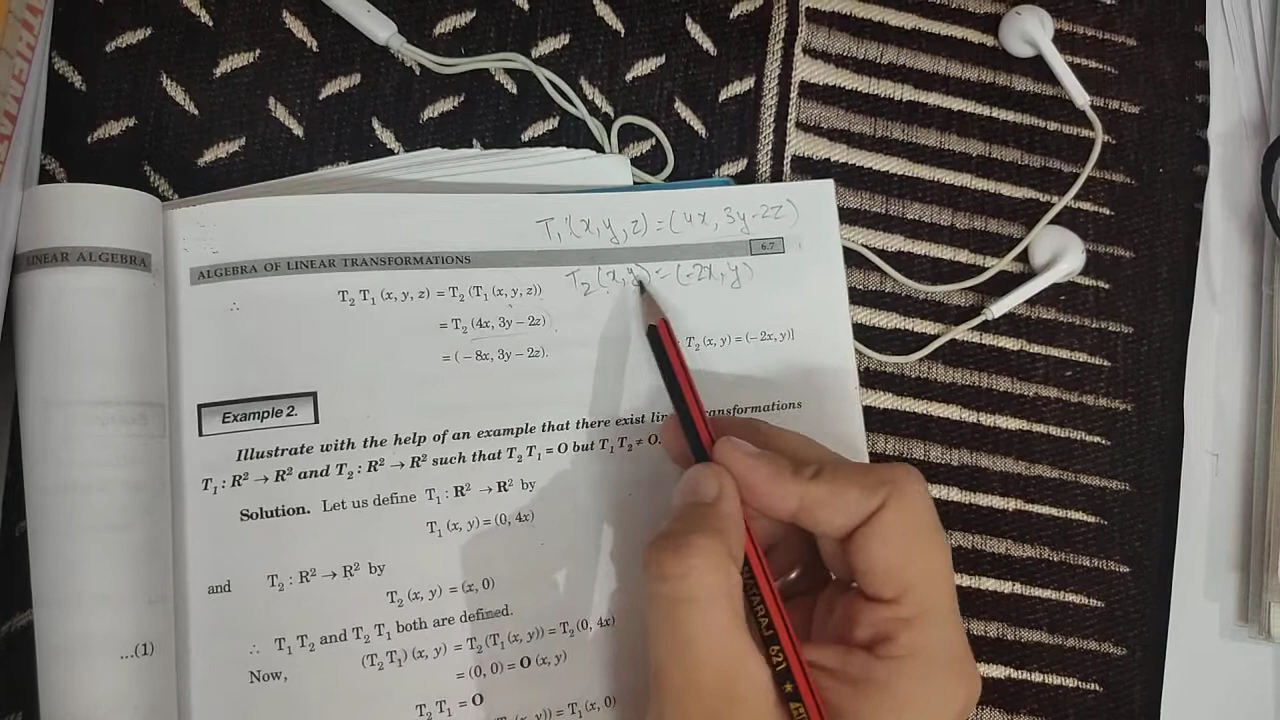 T₁(x,y,z) = (4x, 3y-2z)
LINEAR ALGEBRA
ALGEBRA OF LINEAR TRANSFORMATIONS
6.7
T₂(x,y) = (-2x, y)
∴ T₂ T₁ (x, y, z) = T₂ (T₁ (x, y, z))
= T₂ (4x, 3y – 2z)
= (– 8x, 3y – 2z).
T₂ (x, y) = (– 2x, y)]
Example 2.
Illustrate with the help of an example that there exist transformations
T₁ : R² → R² and T₂ : R² → R² such that T₂ T₁ = O but T₁ T₂ ≠ O.
Solution. Let us define T₁ : R² → R² by
T₁ (x, y) = (0, 4x)
and T₂ : R² → R² by
T₂ (x, y) = (x, 0)
∴ T₁ T₂ and T₂ T₁ both are defined.
...(1)
Now, (T₂ T₁) (x, y) = T₂ (T₁ (x, y)) = T₂ (0, 4x)
= (0, 0) = O (x, y)
T₂ T₁ = O
(x, y)) = T₁ (x, 0)
NATARAJ 621